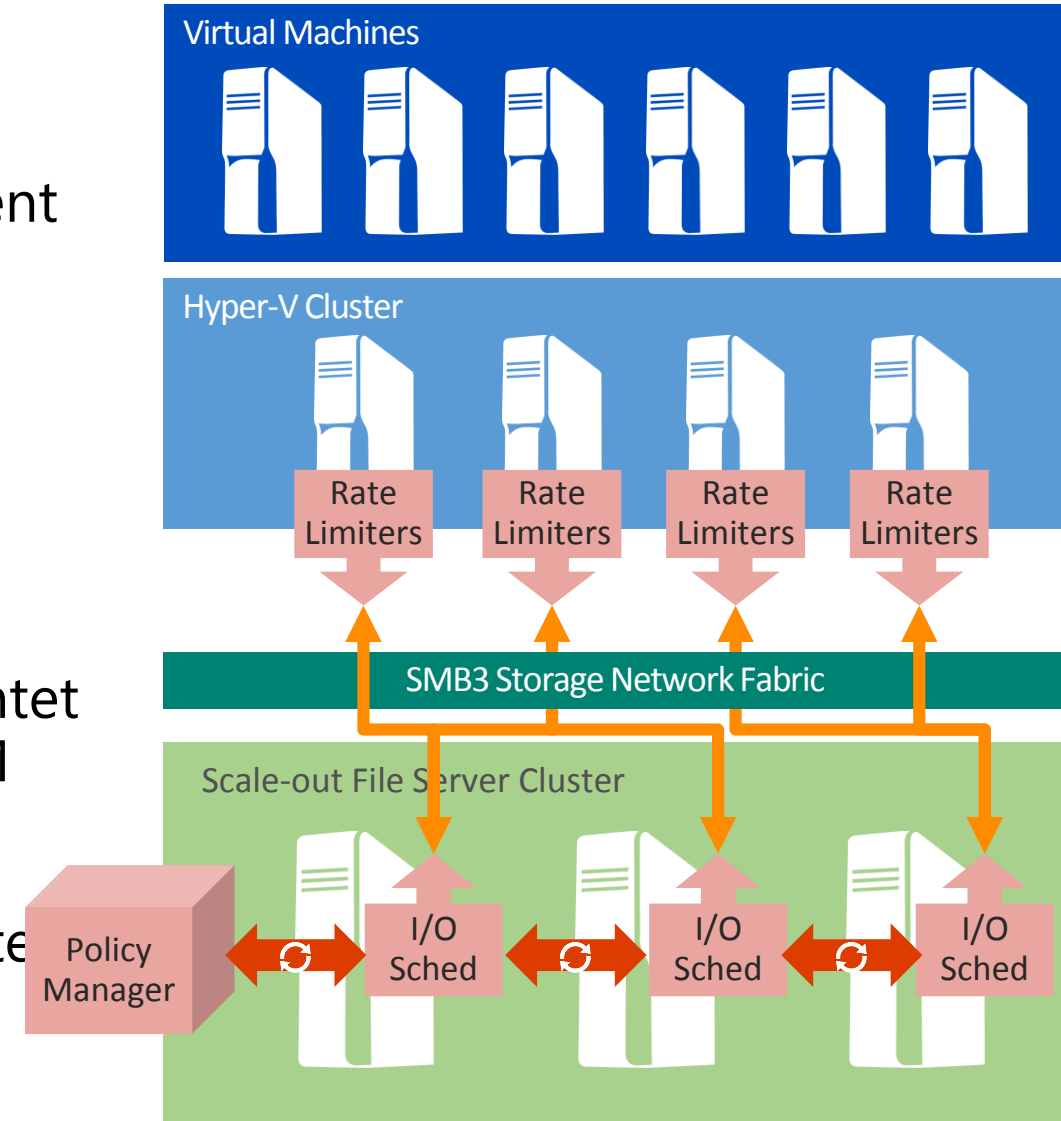 Virtual Machines
ent
Hyper-V Cluster
Rate
Limiters
Rate
Limiters
Rate
Limiters
Rate
Limiters
SMB3 Storage Network Fabric
ntet
Scale-out File Server Cluster
Policy
Manager
I/O
Sched
I/O
Sched
I/O
Sched